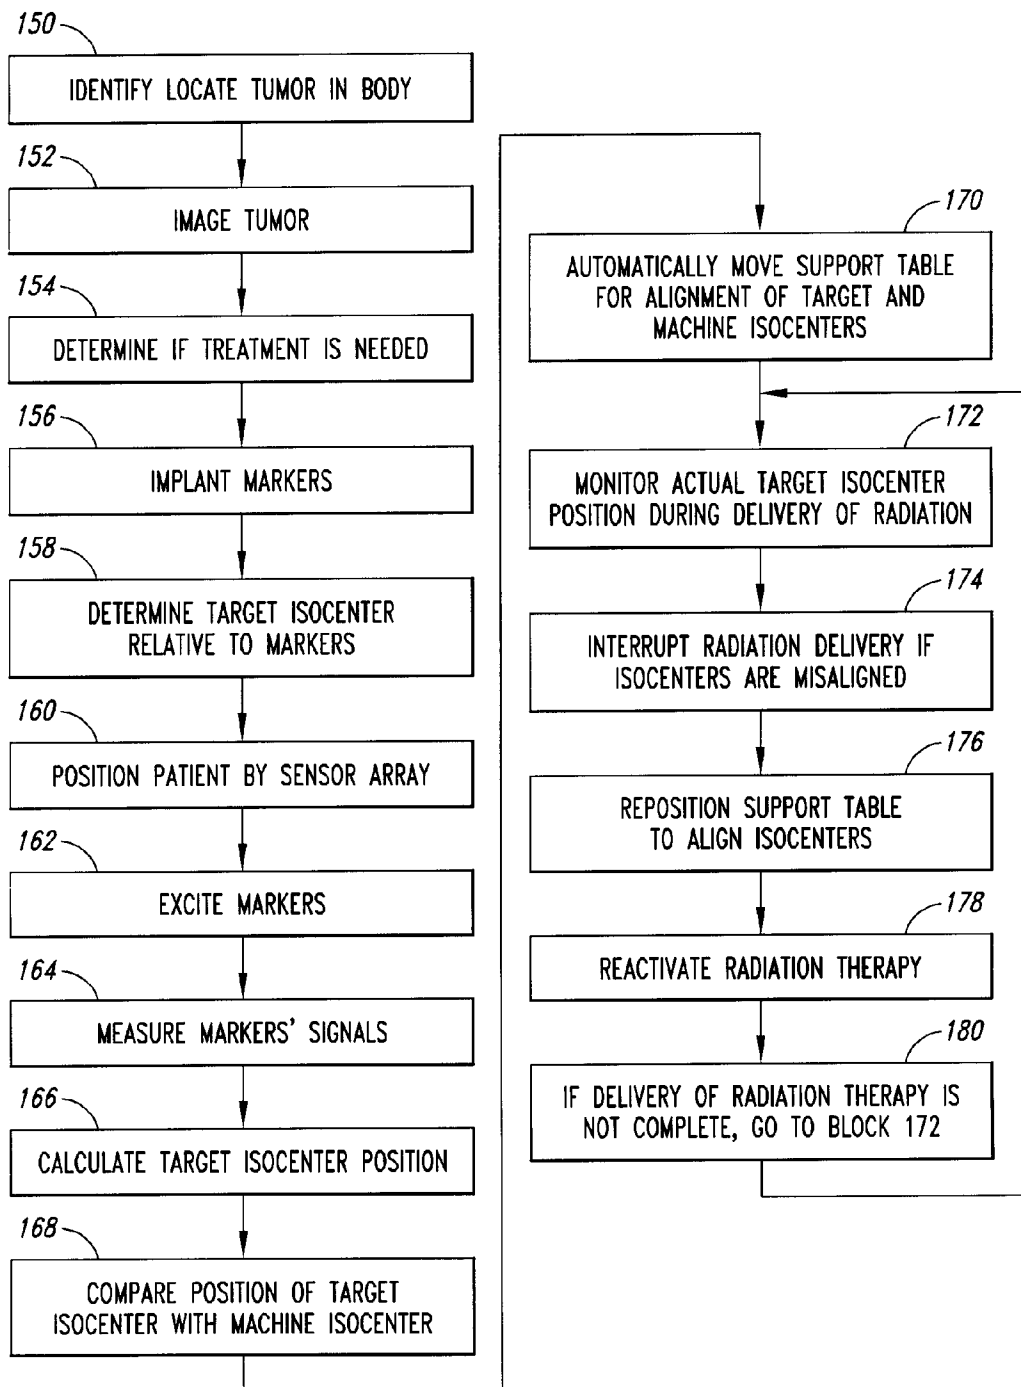 150
IDENTIFY LOCATE TUMOR IN BODY
152
IMAGE TUMOR
154
DETERMINE IF TREATMENT IS NEEDED
156
IMPLANT MARKERS
158
DETERMINE TARGET ISOCENTER
RELATIVE TO MARKERS
160
POSITION PATIENT BY SENSOR ARRAY
162
EXCITE MARKERS
164
MEASURE MARKERS' SIGNALS
166
CALCULATE TARGET ISOCENTER POSITION
168
COMPARE POSITION OF TARGET
ISOCENTER WITH MACHINE ISOCENTER
170
AUTOMATICALLY MOVE SUPPORT TABLE
FOR ALIGNMENT OF TARGET AND
MACHINE ISOCENTERS
172
MONITOR ACTUAL TARGET ISOCENTER
POSITION DURING DELIVERY OF RADIATION
174
INTERRUPT RADIATION DELIVERY IF
ISOCENTERS ARE MISALIGNED
176
REPOSITION SUPPORT TABLE
TO ALIGN ISOCENTERS
178
REACTIVATE RADIATION THERAPY
180
IF DELIVERY OF RADIATION THERAPY IS
NOT COMPLETE, GO TO BLOCK 172